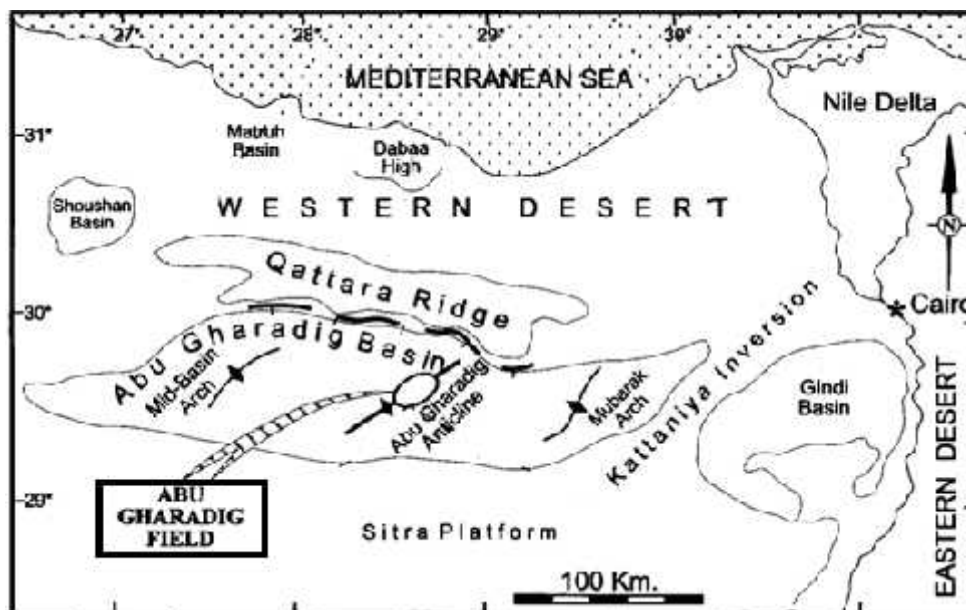 27° 28° 29° 30°
MEDITERRANEAN SEA
Nile Delta
31°
Matruh
Basin
Dabaa
High
Shoushan
Basin
WESTERN DESERT
N
Qattara Ridge
30°
Cairo
Abu Gharadig Basin
Mid-Basin
Arch
Abu Gharadig
Anticline
Mubarak
Arch
Kattaniya Inversion
Gindi
Basin
EASTERN DESERT
29°
ABU
GHARADIG
FIELD
Sitra Platform
100 Km.